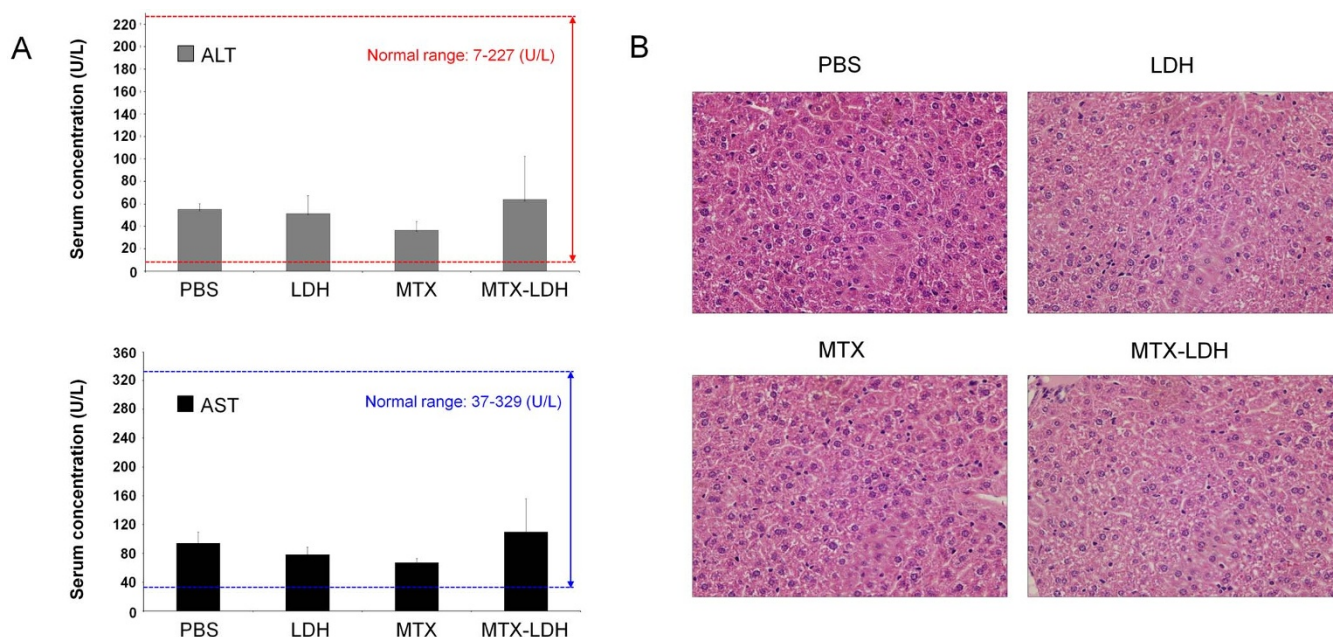 A
Serum concentration (U/L)
220
200
180
160
140
120
100
80
60
40
20
0
ALT
Normal range: 7-227 (U/L)
PBS LDH MTX MTX-LDH
Serum concentration (U/L)
360
320
280
240
200
160
120
80
40
0
AST
Normal range: 37-329 (U/L)
PBS LDH MTX MTX-LDH
B
PBS LDH
MTX MTX-LDH